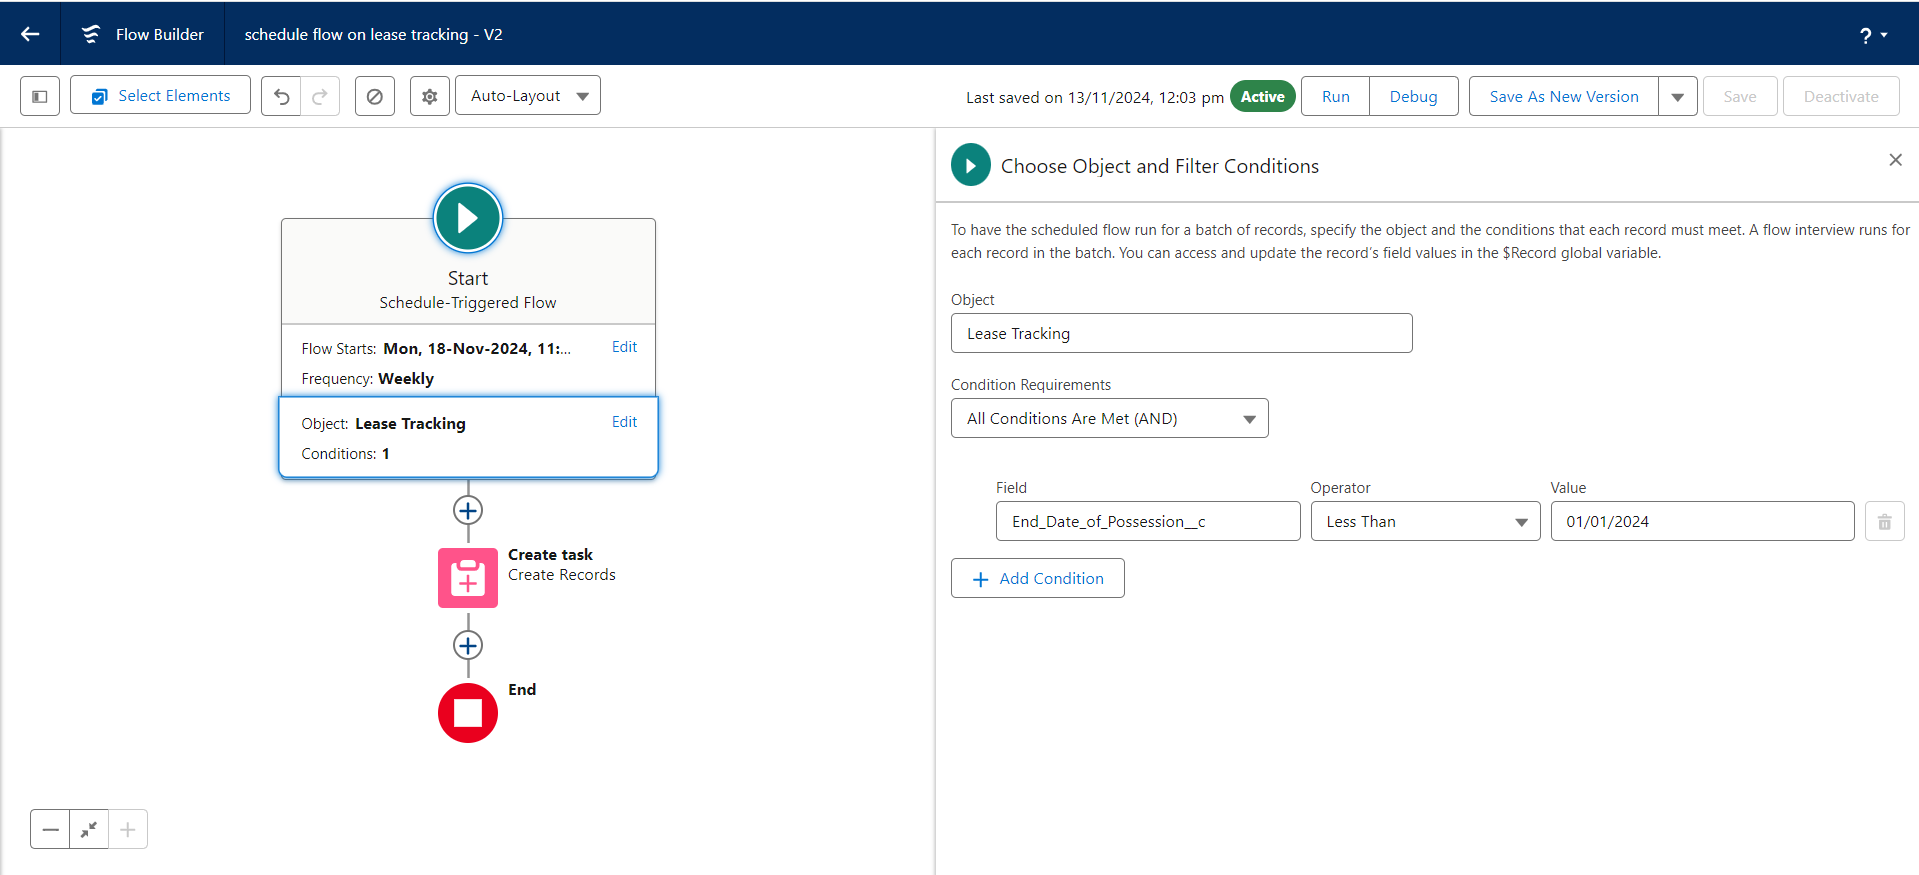 Flow Builder
schedule flow on lease tracking - V2
?
Select Elements
Auto-Layout
Last saved on 13/11/2024, 12:03 pm
Active
Run
Debug
Save As New Version
Save
Deactivate
Start
Schedule-Triggered Flow
Flow Starts: Mon, 18-Nov-2024, 11:...
Edit
Frequency: Weekly
Object: Lease Tracking
Edit
Conditions: 1
Create task
Create Records
End
Choose Object and Filter Conditions
To have the scheduled flow run for a batch of records, specify the object and the conditions that each record must meet. A flow interview runs for
each record in the batch. You can access and update the record's field values in the $Record global variable.
Object
Lease Tracking
Condition Requirements
All Conditions Are Met (AND)
Field
Operator
Value
End_Date_of_Possession__c
Less Than
01/01/2024
Add Condition